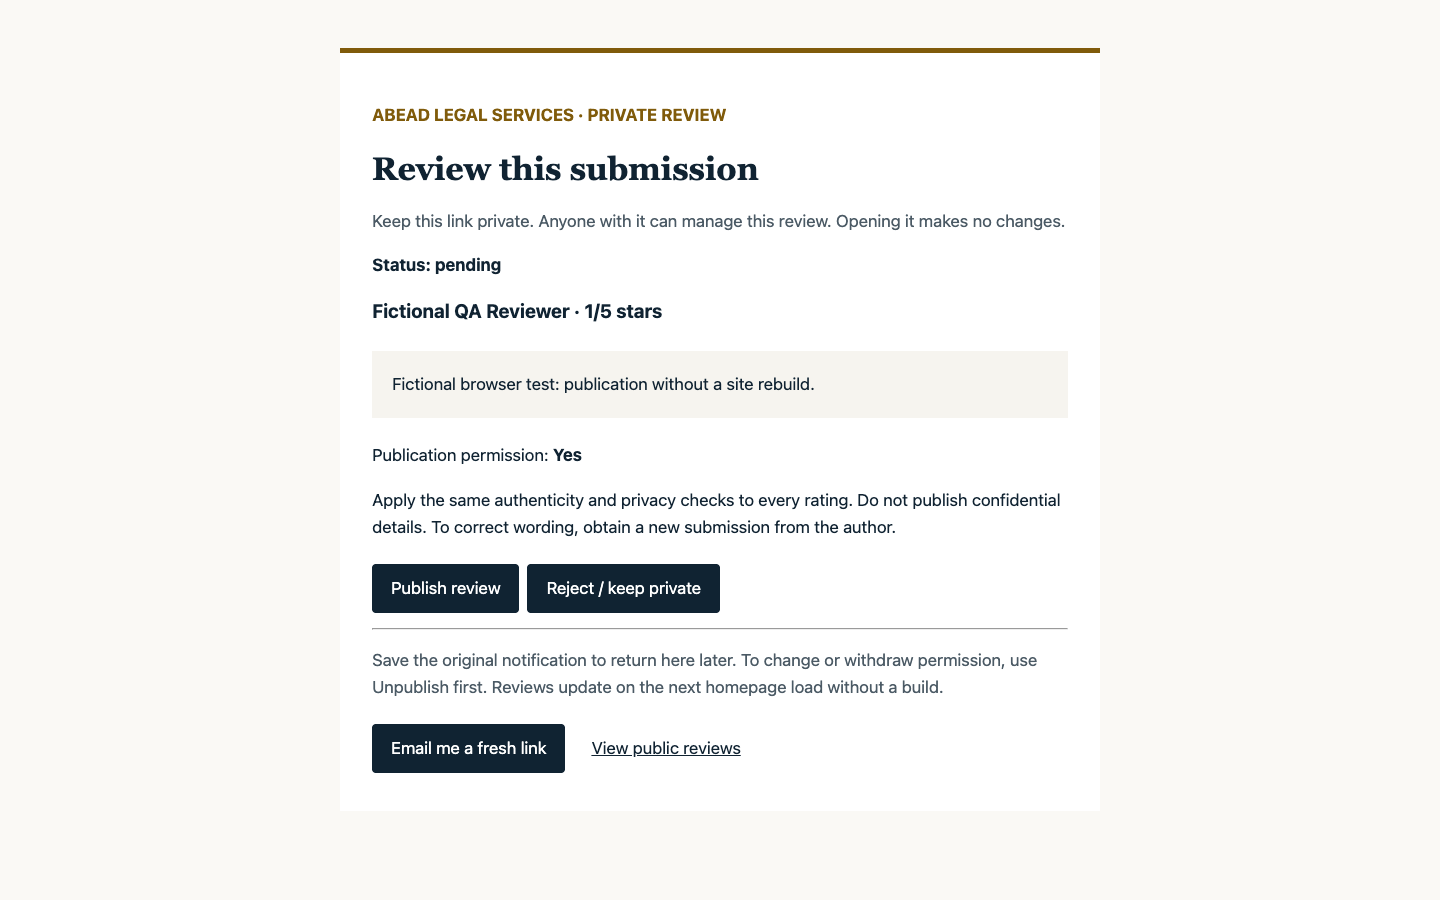 ABEAD LEGAL SERVICES · PRIVATE REVIEW
Review this submission
Keep this link private. Anyone with it can manage this review. Opening it makes no changes.
Status: pending
Fictional QA Reviewer · 1/5 stars
Fictional browser test: publication without a site rebuild.
Publication permission: Yes
Apply the same authenticity and privacy checks to every rating. Do not publish confidential
details. To correct wording, obtain a new submission from the author.
Publish review
Reject / keep private
Save the original notification to return here later. To change or withdraw permission, use
Unpublish first. Reviews update on the next homepage load without a build.
Email me a fresh link
View public reviews